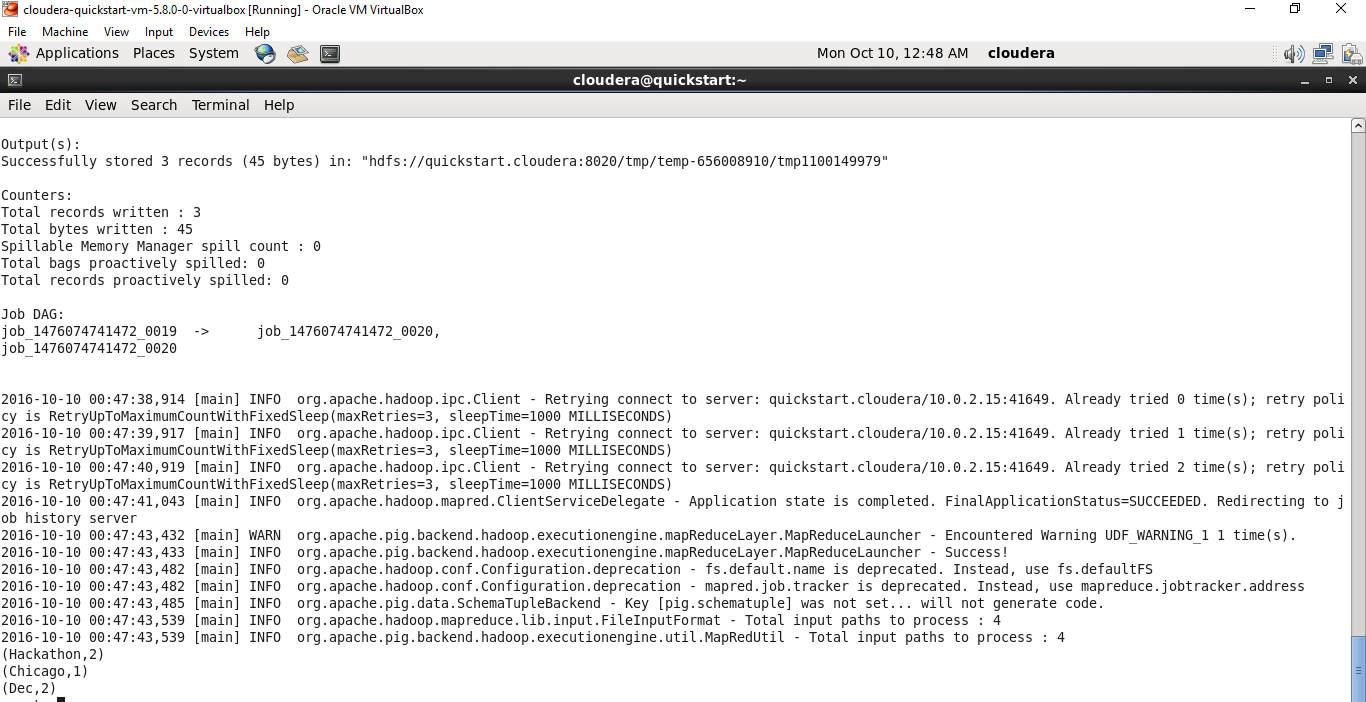 cloudera-quickstart-vm-5.8.0-0-virtualbox [Running] - Oracle VM VirtualBox
File Machine View Input Devices Help
Applications Places System Mon Oct 10, 12:48 AM cloudera
cloudera@quickstart:~
File Edit View Search Terminal Help
Output(s):
Successfully stored 3 records (45 bytes) in: "hdfs://quickstart.cloudera:8020/tmp/temp-656008910/tmp1100149979"
Counters:
Total records written : 3
Total bytes written : 45
Spillable Memory Manager spill count : 0
Total bags proactively spilled: 0
Total records proactively spilled: 0
Job DAG:
job_1476074741472_0019 -> job_1476074741472_0020,
job_1476074741472_0020
2016-10-10 00:47:38,914 [main] INFO org.apache.hadoop.ipc.Client - Retrying connect to server: quickstart.cloudera/10.0.2.15:41649. Already tried 0 time(s); retry poli
cy is RetryUpToMaximumCountWithFixedSleep(maxRetries=3, sleepTime=1000 MILLISECONDS)
2016-10-10 00:47:39,917 [main] INFO org.apache.hadoop.ipc.Client - Retrying connect to server: quickstart.cloudera/10.0.2.15:41649. Already tried 1 time(s); retry poli
cy is RetryUpToMaximumCountWithFixedSleep(maxRetries=3, sleepTime=1000 MILLISECONDS)
2016-10-10 00:47:40,919 [main] INFO org.apache.hadoop.ipc.Client - Retrying connect to server: quickstart.cloudera/10.0.2.15:41649. Already tried 2 time(s); retry poli
cy is RetryUpToMaximumCountWithFixedSleep(maxRetries=3, sleepTime=1000 MILLISECONDS)
2016-10-10 00:47:41,043 [main] INFO org.apache.hadoop.mapred.ClientServiceDelegate - Application state is completed. FinalApplicationStatus=SUCCEEDED. Redirecting to j
ob history server
2016-10-10 00:47:43,432 [main] WARN org.apache.pig.backend.hadoop.executionengine.mapReduceLayer.MapReduceLauncher - Encountered Warning UDF_WARNING_1 1 time(s).
2016-10-10 00:47:43,433 [main] INFO org.apache.pig.backend.hadoop.executionengine.mapReduceLayer.MapReduceLauncher - Success!
2016-10-10 00:47:43,482 [main] INFO org.apache.hadoop.conf.Configuration.deprecation - fs.default.name is deprecated. Instead, use fs.defaultFS
2016-10-10 00:47:43,482 [main] INFO org.apache.hadoop.conf.Configuration.deprecation - mapred.job.tracker is deprecated. Instead, use mapreduce.jobtracker.address
2016-10-10 00:47:43,485 [main] INFO org.apache.pig.data.SchemaTupleBackend - Key [pig.schematuple] was not set... will not generate code.
2016-10-10 00:47:43,539 [main] INFO org.apache.hadoop.mapreduce.lib.input.FileInputFormat - Total input paths to process : 4
2016-10-10 00:47:43,539 [main] INFO org.apache.pig.backend.hadoop.executionengine.util.MapRedUtil - Total input paths to process : 4
(Hackathon,2)
(Chicago,1)
(Dec,2)